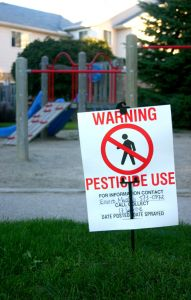 WARNING
PESTICIDE USE
FOR INFORMATION CONTACT
CALL COLLECT
DATE POSTED DATE SPRAYED